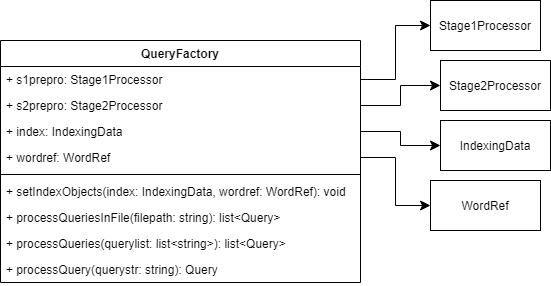 QueryFactory
+ s1prepro: Stage1Processor
+ s2prepro: Stage2Processor
+ index: IndexingData
+ wordref: WordRef
+ setIndexObjects(index: IndexingData, wordref: WordRef): void
+ processQueriesInFile(filepath: string): list<Query>
+ processQueries(querylist: list<string>): list<Query>
+ processQuery(querystr: string): Query
Stage1Processor
Stage2Processor
IndexingData
WordRef